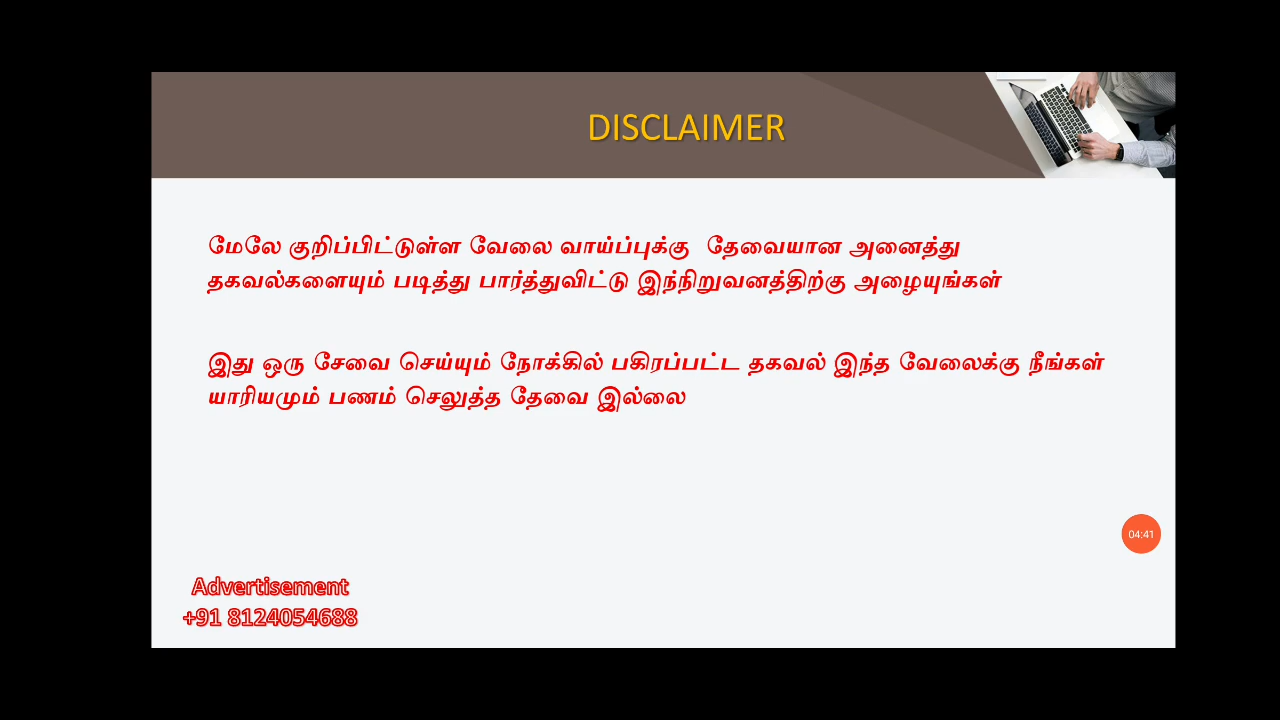 DISCLAIMER
மேலே குறிப்பிட்டுள்ள வேலை வாய்ப்புக்கு தேவையான அனைத்து
தகவல்களையும் படித்து பார்த்துவிட்டு இந்நிறுவனத்திற்கு அழையுங்கள்
இது ஒரு சேவை செய்யும் நோக்கில் பகிரப்பட்ட தகவல் இந்த வேலைக்கு நீங்கள்
யாரியமும் பணம் செலுத்த தேவை இல்லை
04:41
Advertisement
+91 8124054688